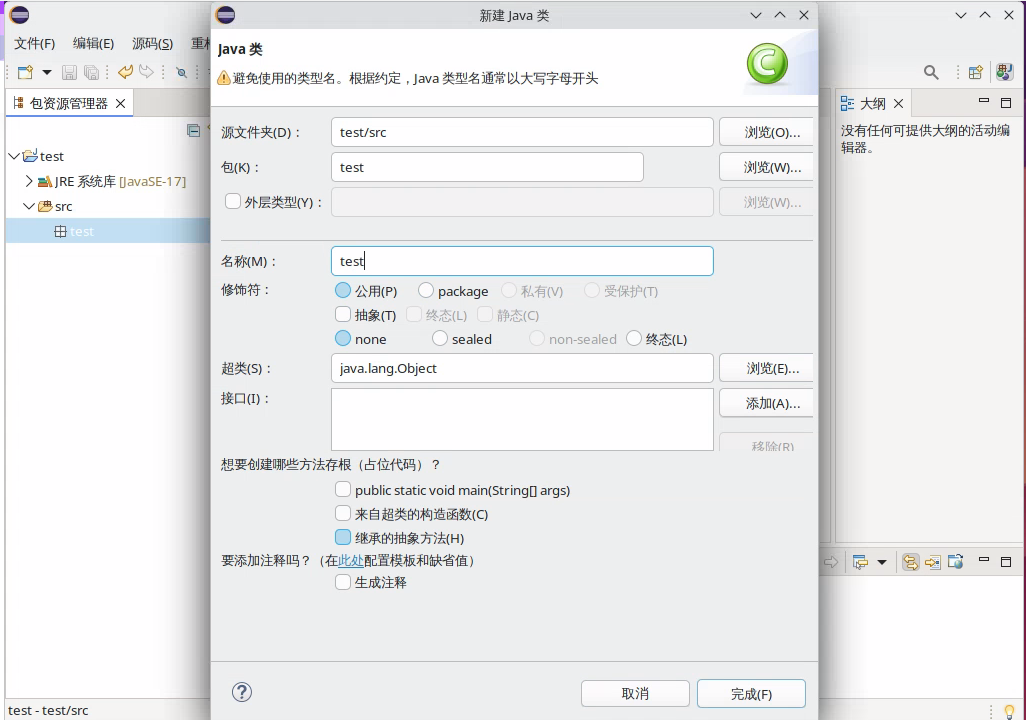 新建 Java 类
文件(F) 编辑(E) 源码(S) 重
Java 类
避免使用的类型名。根据约定，Java 类型名通常以大写字母开头
包资源管理器
大纲
没有任何可提供大纲的活动编
辑器。
test
JRE 系统库 [JavaSE-17]
src
test
源文件夹(D)： test/src 浏览(O)...
包(K)： test 浏览(W)...
外层类型(Y)： 浏览(W)...
名称(M)： test
修饰符： 公用(P) package 私有(V) 受保护(T)
抽象(T) 终态(L) 静态(C)
none sealed non-sealed 终态(L)
超类(S)： java.lang.Object 浏览(E)...
接口(I)： 添加(A)...
移除(R)
想要创建哪些方法存根（占位代码）？
public static void main(String[] args)
来自超类的构造函数(C)
继承的抽象方法(H)
要添加注释吗？（在此处配置模板和缺省值）
生成注释
取消 完成(F)
test - test/src